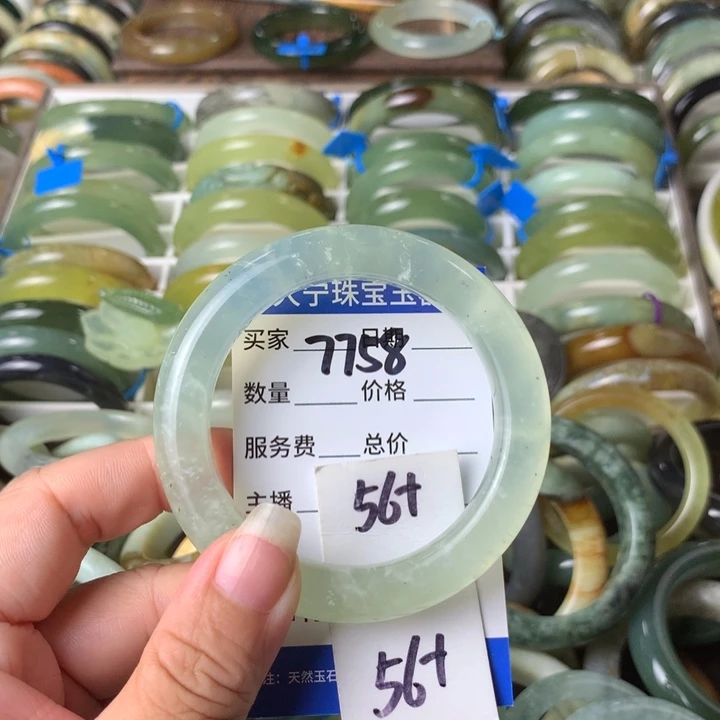 宁珠宝玉
买家 7758 日期
数量 价格
服务费 总价
主播
56+
56+
注：天然玉石